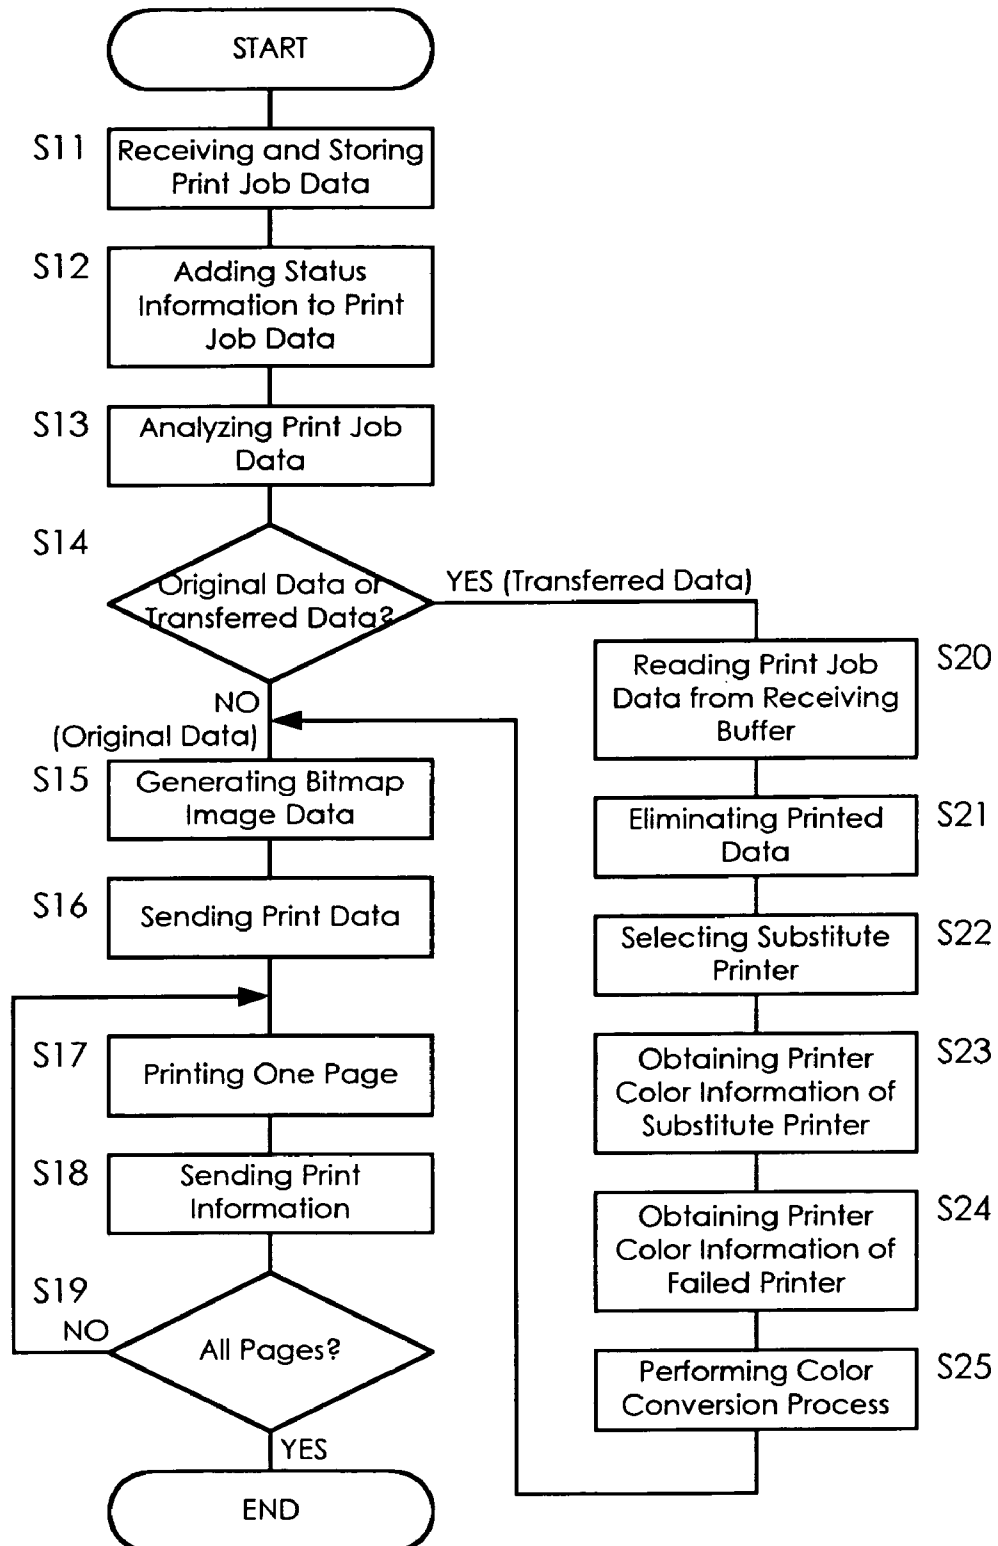 START
S11
Receiving and Storing
Print Job Data
S12
Adding Status
Information to Print
Job Data
S13
Analyzing Print Job
Data
S14
Original Data or
Transferred Data?
YES (Transferred Data)
NO
(Original Data)
S15
Generating Bitmap
Image Data
S16
Sending Print Data
S17
Printing One Page
S18
Sending Print
Information
S19
NO
All Pages?
YES
END
Reading Print Job
Data from Receiving
Buffer
S20
Eliminating Printed
Data
S21
Selecting Substitute
Printer
S22
Obtaining Printer
Color Information of
Substitute Printer
S23
Obtaining Printer
Color Information of
Failed Printer
S24
Performing Color
Conversion Process
S25